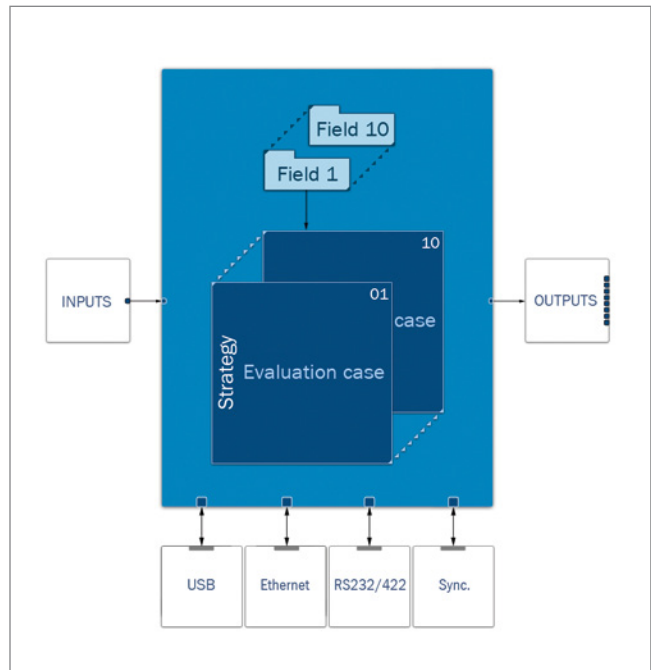 Field 10
Field 1
10
01
case
Strategy
Evaluation case
INPUTS
OUTPUTS
USB
Ethernet
RS232/422
Sync.